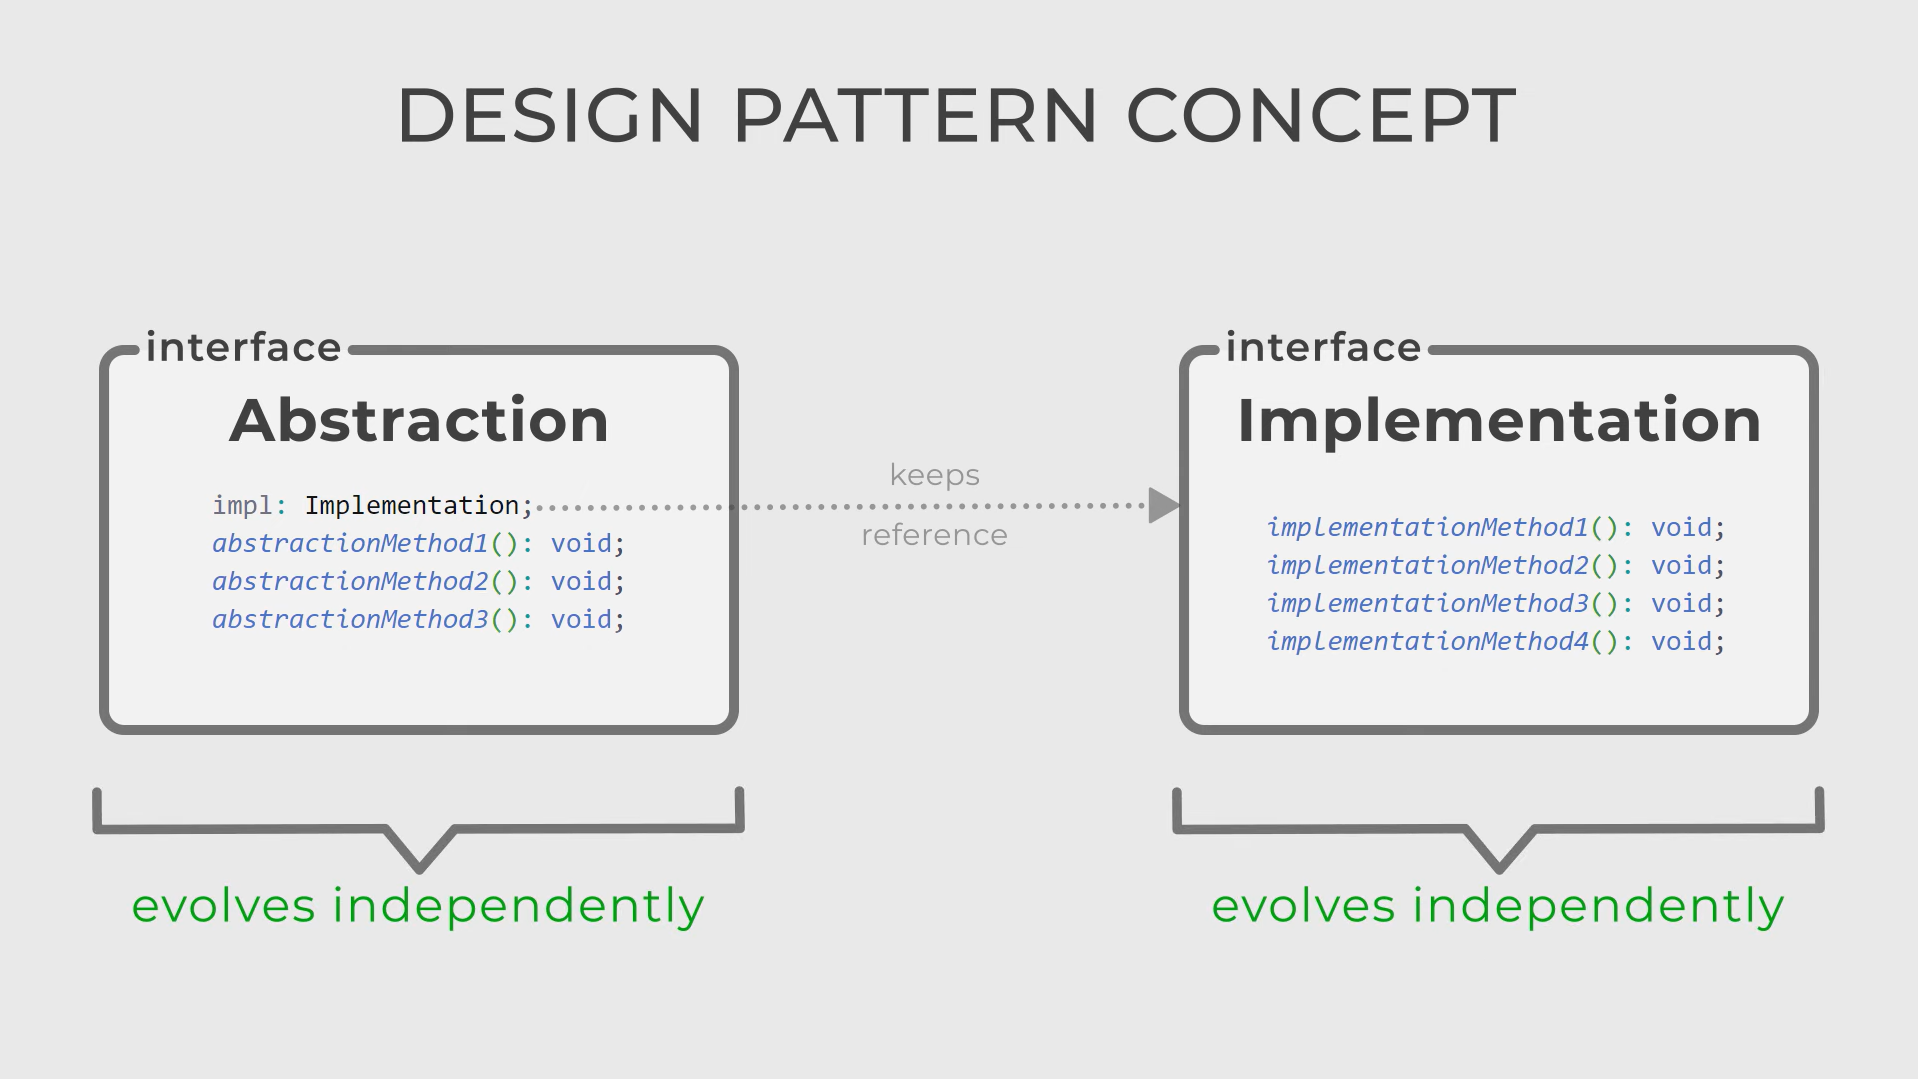 DESIGN PATTERN CONCEPT
interface
Abstraction
impl: Implementation;
abstractionMethod1(): void;
abstractionMethod2(): void;
abstractionMethod3(): void;
keeps
reference
interface
Implementation
implementationMethod1(): void;
implementationMethod2(): void;
implementationMethod3(): void;
implementationMethod4(): void;
evolves independently
evolves independently